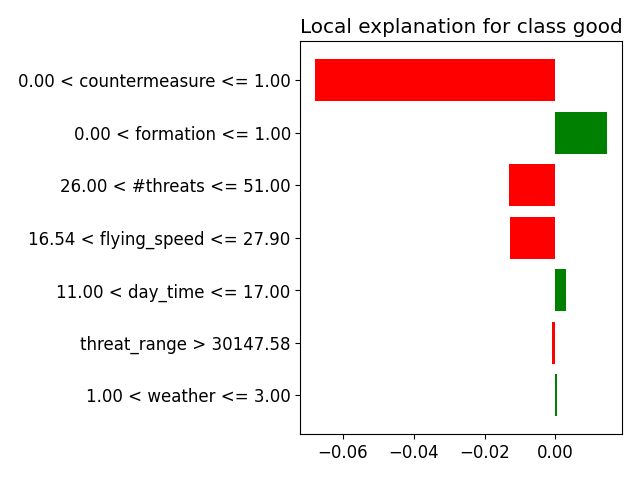 Local explanation for class good
0.00 < countermeasure <= 1.00
0.00 < formation <= 1.00
26.00 < #threats <= 51.00
16.54 < flying_speed <= 27.90
11.00 < day_time <= 17.00
threat_range > 30147.58
1.00 < weather <= 3.00
−0.06 −0.04 −0.02 0.00